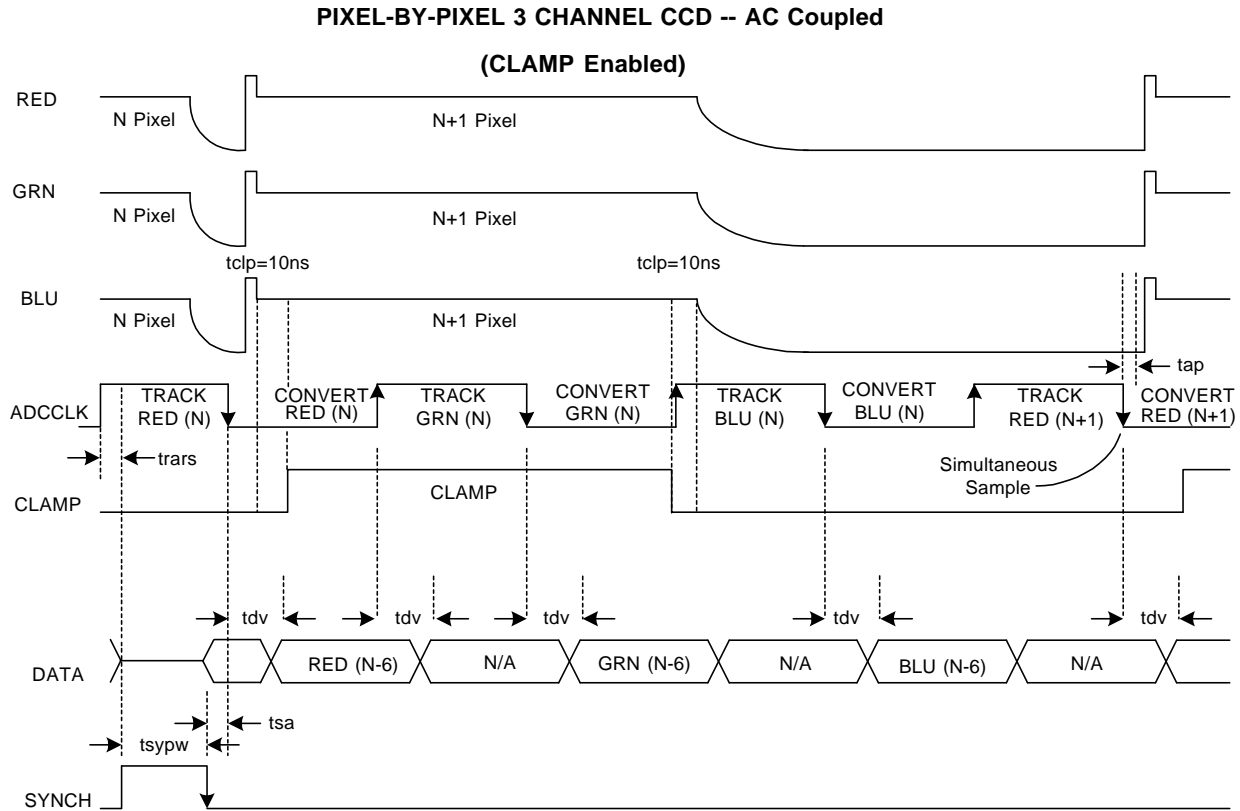 PIXEL-BY-PIXEL 3 CHANNEL CCD -- AC Coupled
(CLAMP Enabled)
RED
N Pixel
N+1 Pixel
GRN
N Pixel
N+1 Pixel
tclp=10ns
tclp=10ns
BLU
N Pixel
N+1 Pixel
tap
ADCCLK
TRACK
RED (N)
CONVERT
RED (N)
TRACK
GRN (N)
CONVERT
GRN (N)
TRACK
BLU (N)
CONVERT
BLU (N)
TRACK
RED (N+1)
CONVERT
RED (N+1)
trars
Simultaneous
Sample
CLAMP
CLAMP
tdv
tdv
tdv
tdv
tdv
DATA
RED (N-6)
N/A
GRN (N-6)
N/A
BLU (N-6)
N/A
tsa
tsypw
SYNCH